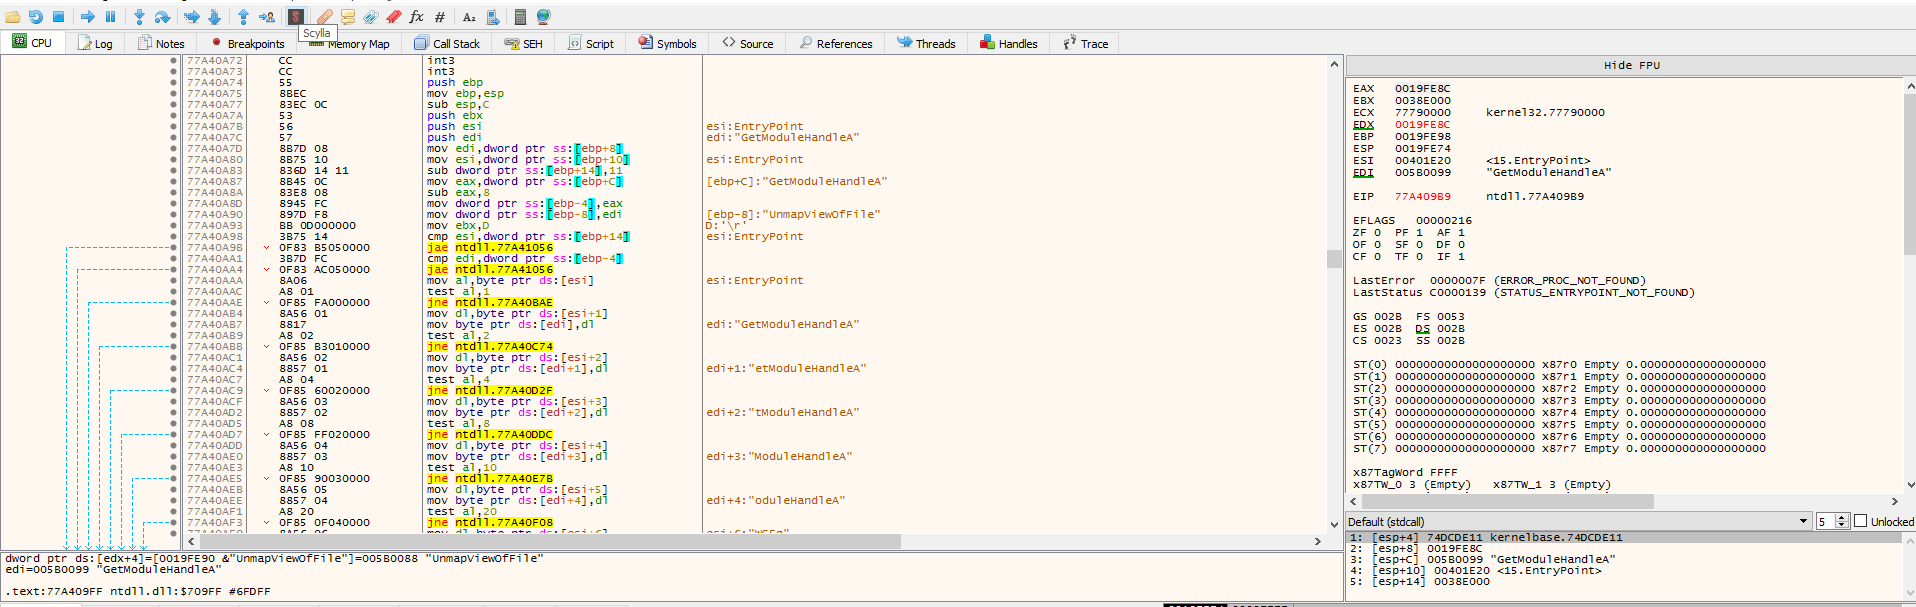 fx # A₂
Scylla
CPU Log Notes Breakpoints Memory Map Call Stack SEH Script Symbols Source References Threads Handles Trace
77A40A72 CC int3
77A40A73 CC int3
77A40A74 55 push ebp
77A40A75 8BEC mov ebp,esp
77A40A77 83EC 0C sub esp,C
77A40A7A 53 push ebx
77A40A7B 56 push esi esi:EntryPoint
77A40A7C 57 push edi edi:"GetModuleHandleA"
77A40A7D 8B7D 08 mov edi,dword ptr ss:[ebp+8]
77A40A80 8B75 10 mov esi,dword ptr ss:[ebp+10] esi:EntryPoint
77A40A83 836D 14 11 sub dword ptr ss:[ebp+14],11
77A40A87 8B45 0C mov eax,dword ptr ss:[ebp+C] [ebp+C]:"GetModuleHandleA"
77A40A8A 83E8 08 sub eax,8
77A40A8D 8945 FC mov dword ptr ss:[ebp-4],eax
77A40A90 897D F8 mov dword ptr ss:[ebp-8],edi [ebp-8]:"UnmapViewOfFile"
77A40A93 BB 0D000000 mov ebx,D D:'\r'
77A40A98 3B75 14 cmp esi,dword ptr ss:[ebp+14] esi:EntryPoint
77A40A9B 0F83 B5050000 jae ntdll.77A41056
77A40AA1 3B7D FC cmp edi,dword ptr ss:[ebp-4]
77A40AA4 0F83 AC050000 jae ntdll.77A41056
77A40AAA 8A06 mov al,byte ptr ds:[esi] esi:EntryPoint
77A40AAC A8 01 test al,1
77A40AAE 0F85 FA000000 jne ntdll.77A40BAE
77A40AB4 8A56 01 mov dl,byte ptr ds:[esi+1]
77A40AB7 8817 mov byte ptr ds:[edi],dl edi:"GetModuleHandleA"
77A40AB9 A8 02 test al,2
77A40ABB 0F85 B3010000 jne ntdll.77A40C74
77A40AC1 8A56 02 mov dl,byte ptr ds:[esi+2]
77A40AC4 8857 01 mov byte ptr ds:[edi+1],dl edi+1:"etModuleHandleA"
77A40AC7 A8 04 test al,4
77A40AC9 0F85 60020000 jne ntdll.77A40D2F
77A40ACF 8A56 03 mov dl,byte ptr ds:[esi+3]
77A40AD2 8857 02 mov byte ptr ds:[edi+2],dl edi+2:"tModuleHandleA"
77A40AD5 A8 08 test al,8
77A40AD7 0F85 FF020000 jne ntdll.77A40DDC
77A40ADD 8A56 04 mov dl,byte ptr ds:[esi+4]
77A40AE0 8857 03 mov byte ptr ds:[edi+3],dl edi+3:"ModuleHandleA"
77A40AE3 A8 10 test al,10
77A40AE5 0F85 90030000 jne ntdll.77A40E7B
77A40AEB 8A56 05 mov dl,byte ptr ds:[esi+5]
77A40AEE 8857 04 mov byte ptr ds:[edi+4],dl edi+4:"oduleHandleA"
77A40AF1 A8 20 test al,20
77A40AF3 0F85 0F040000 jne ntdll.77A40F08
dword ptr ds:[edx+4]=[0019FE90 &"UnmapViewOfFile"]=005B0088 "UnmapViewOfFile"
edi=005B0099 "GetModuleHandleA"
.text:77A409FF ntdll.dll:$709FF #6FDFF
Hide FPU
EAX 0019FE8C
EBX 0038E000
ECX 77790000 kernel32.77790000
EDX 0019FE8C
EBP 0019FE98
ESP 0019FE74
ESI 00401E20 <15.EntryPoint>
EDI 005B0099 "GetModuleHandleA"
EIP 77A409B9 ntdll.77A409B9
EFLAGS 00000216
ZF 0 PF 1 AF 1
OF 0 SF 0 DF 0
CF 0 TF 0 IF 1
LastError 0000007F (ERROR_PROC_NOT_FOUND)
LastStatus C0000139 (STATUS_ENTRYPOINT_NOT_FOUND)
GS 002B FS 0053
ES 002B DS 002B
CS 0023 SS 002B
ST(0) 00000000000000000000 x87r0 Empty 0.000000000000000000
ST(1) 00000000000000000000 x87r1 Empty 0.000000000000000000
ST(2) 00000000000000000000 x87r2 Empty 0.000000000000000000
ST(3) 00000000000000000000 x87r3 Empty 0.000000000000000000
ST(4) 00000000000000000000 x87r4 Empty 0.000000000000000000
ST(5) 00000000000000000000 x87r5 Empty 0.000000000000000000
ST(6) 00000000000000000000 x87r6 Empty 0.000000000000000000
ST(7) 00000000000000000000 x87r7 Empty 0.000000000000000000
x87TagWord FFFF
x87TW_0 3 (Empty) x87TW_1 3 (Empty)
Default (stdcall) 5 Unlocked
1: [esp+4] 74DCDE11 kernelbase.74DCDE11
2: [esp+8] 0019FE8C
3: [esp+C] 005B0099 "GetModuleHandleA"
4: [esp+10] 00401E20 <15.EntryPoint>
5: [esp+14] 0038E000